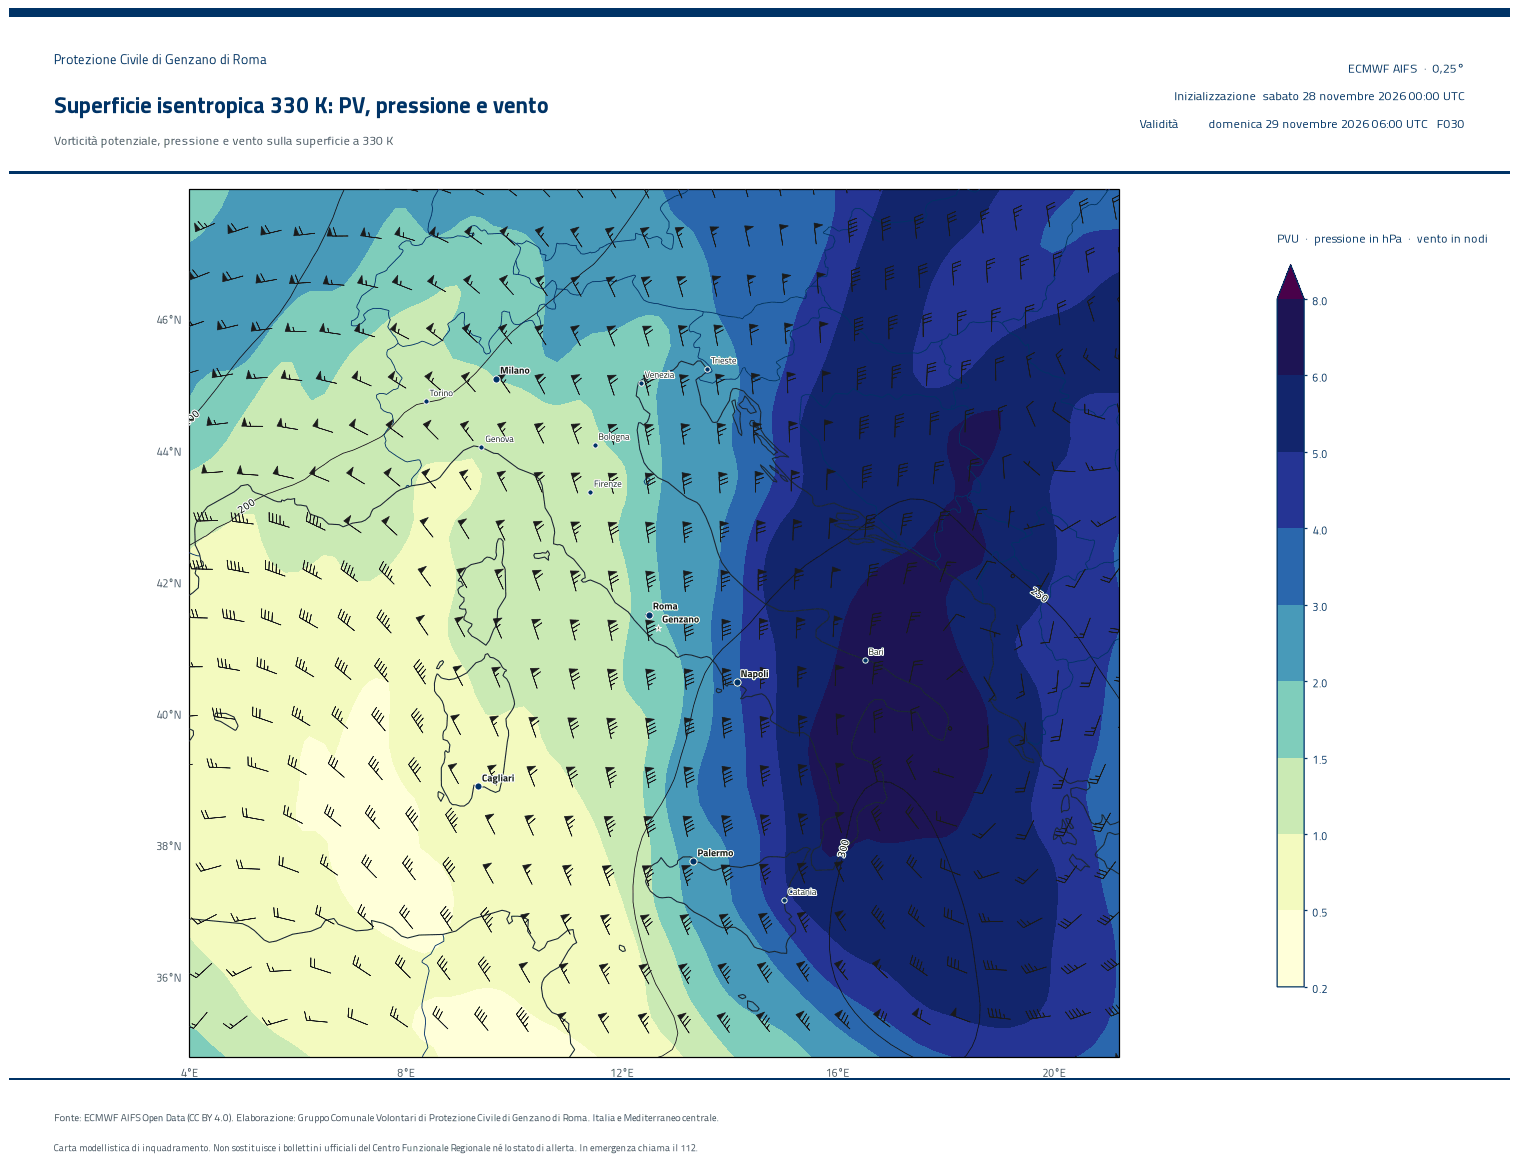 Protezione Civile di Genzano di Roma
Superficie isentropica 330 K: PV, pressione e vento
Vorticità potenziale, pressione e vento sulla superficie a 330 K
ECMWF AIFS · 0,25°
Inizializzazione sabato 28 novembre 2026 00:00 UTC
Validità domenica 29 novembre 2026 06:00 UTC F030
PVU · pressione in hPa · vento in nodi
8.0
6.0
5.0
4.0
3.0
2.0
1.5
1.0
0.5
0.2
46°N
44°N
42°N
40°N
38°N
36°N
4°E
8°E
12°E
16°E
20°E
Trieste
Milano
Venezia
Torino
Genova
Bologna
Firenze
200
250
Roma
Genzano
Bari
Napoli
Cagliari
300
Palermo
Catania
Fonte: ECMWF AIFS Open Data (CC BY 4.0). Elaborazione: Gruppo Comunale Volontari di Protezione Civile di Genzano di Roma. Italia e Mediterraneo centrale.
Carta modellistica di inquadramento. Non sostituisce i bollettini ufficiali del Centro Funzionale Regionale né lo stato di allerta. In emergenza chiama il 112.